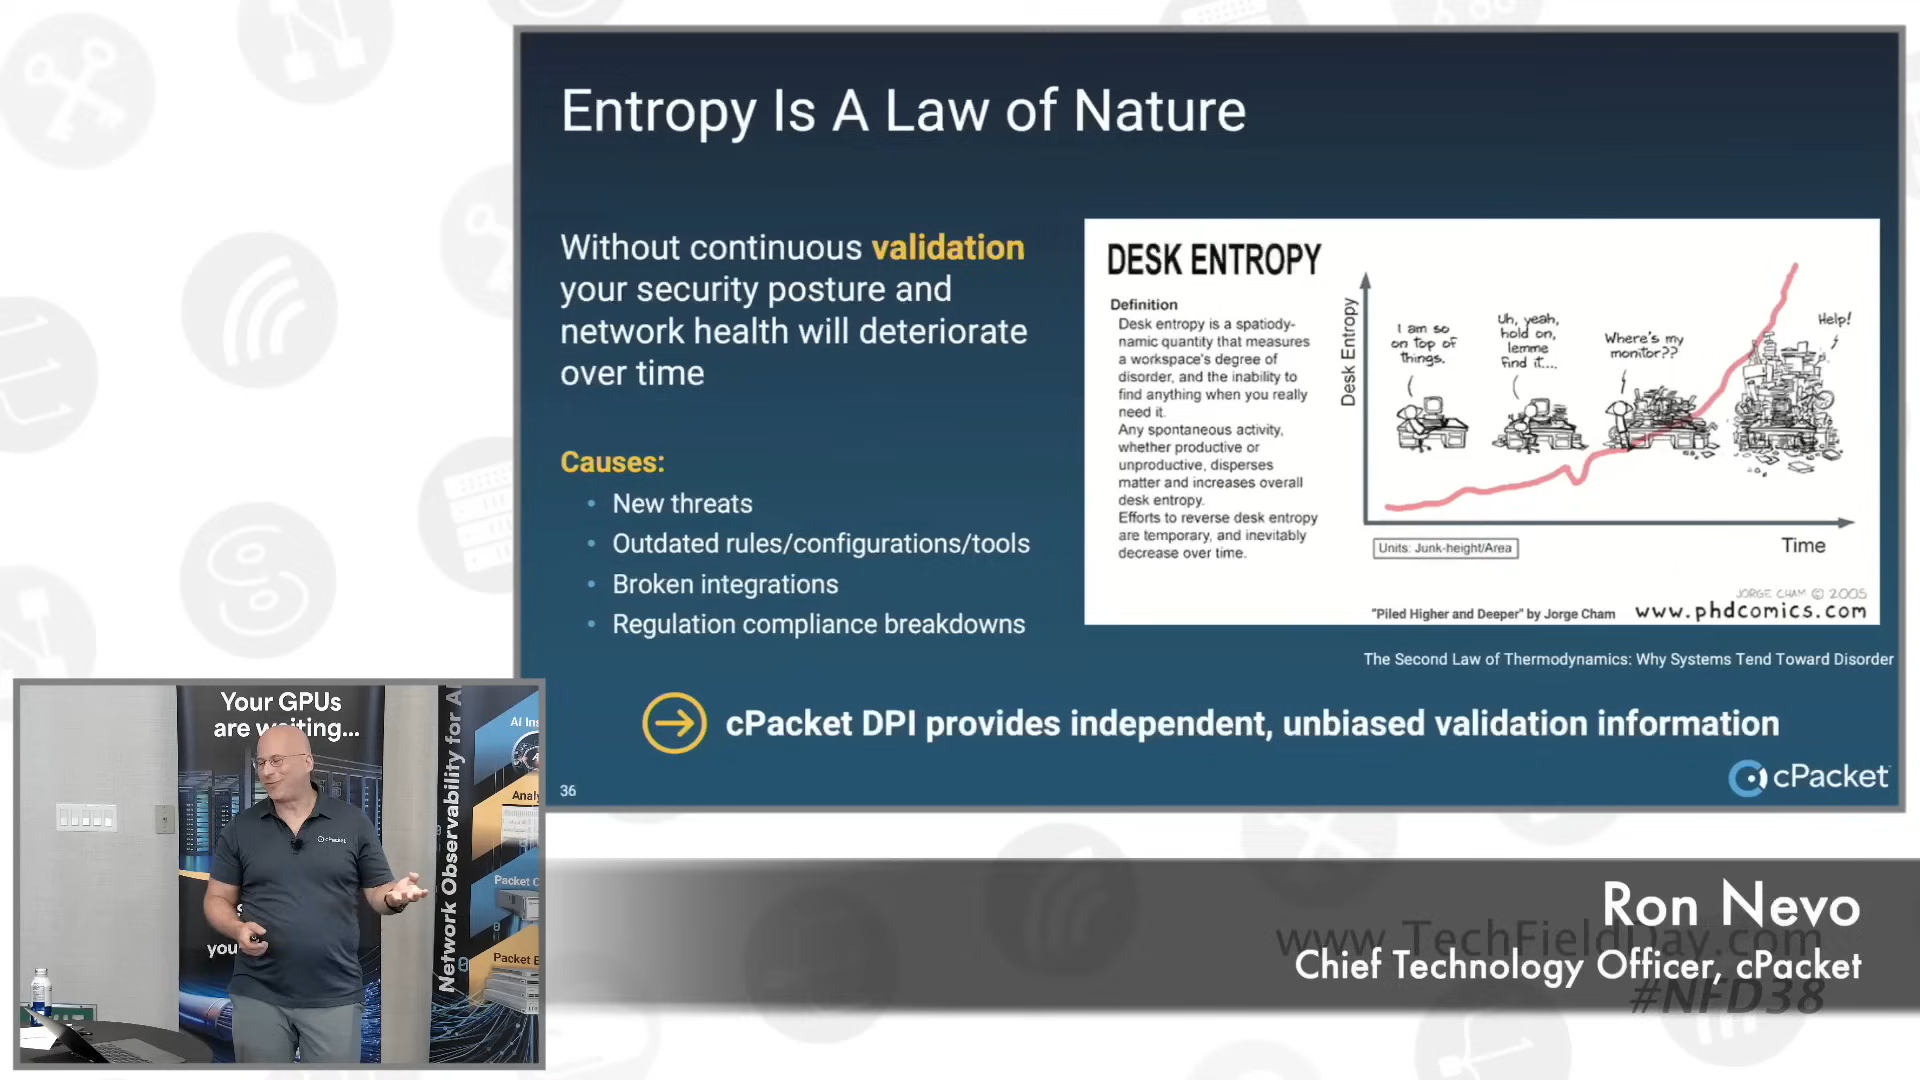 Entropy Is A Law of Nature
Without continuous validation
your security posture and
network health will deteriorate
over time
Causes:
• New threats
• Outdated rules/configurations/tools
• Broken integrations
• Regulation compliance breakdowns
DESK ENTROPY
Definition
Desk entropy is a spatiody-
namic quantity that measures
a workspace's degree of
disorder, and the inability to
find anything when you really
need it.
Any spontaneous activity,
whether productive or
unproductive, disperses
matter and increases overall
desk entropy.
Efforts to reverse desk entropy
are temporary, and inevitably
decrease over time.
Desk Entropy
I am so
on top of
things.
Uh, yeah,
hold on,
lemme
find it....
Where's my
monitor??
Help!
Units: Junk-height/Area
Time
JORGE CHAM © 2005
"Piled Higher and Deeper" by Jorge Cham
www.phdcomics.com
The Second Law of Thermodynamics: Why Systems Tend Toward Disorder
cPacket DPI provides independent, unbiased validation information
36
cPacket
Your GPUs
are waiting...
you
cPacket
Network Observability for AI
AI Ins
Analy
Packet C
Packet B
Ron Nevo
www.TechFieldDay.com
Chief Technology Officer, cPacket
#NFD38